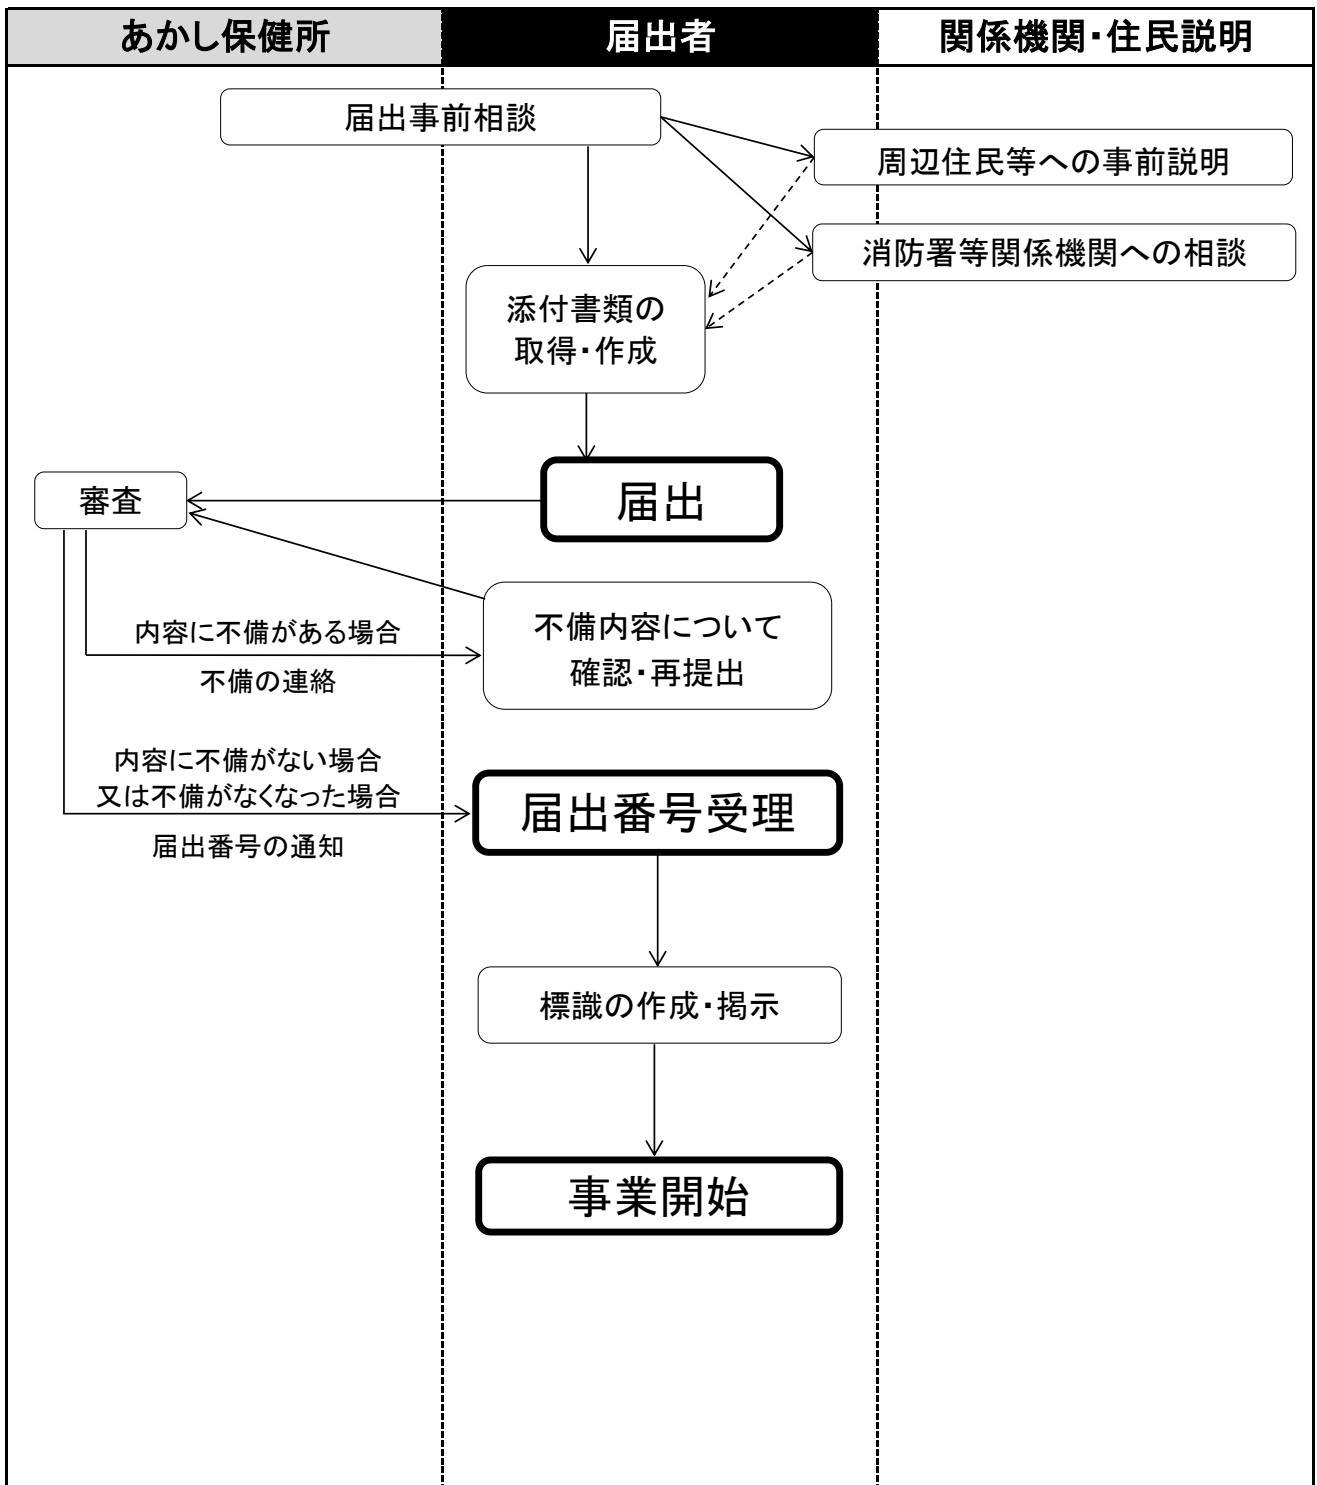 あかし保健所
届出者
関係機関・住民説明
届出事前相談
周辺住民等への事前説明
消防署等関係機関への相談
添付書類の
取得・作成
届出
審査
不備内容について
確認・再提出
内容に不備がある場合
不備の連絡
内容に不備がない場合
又は不備がなくなった場合
届出番号の通知
届出番号受理
標識の作成・掲示
事業開始